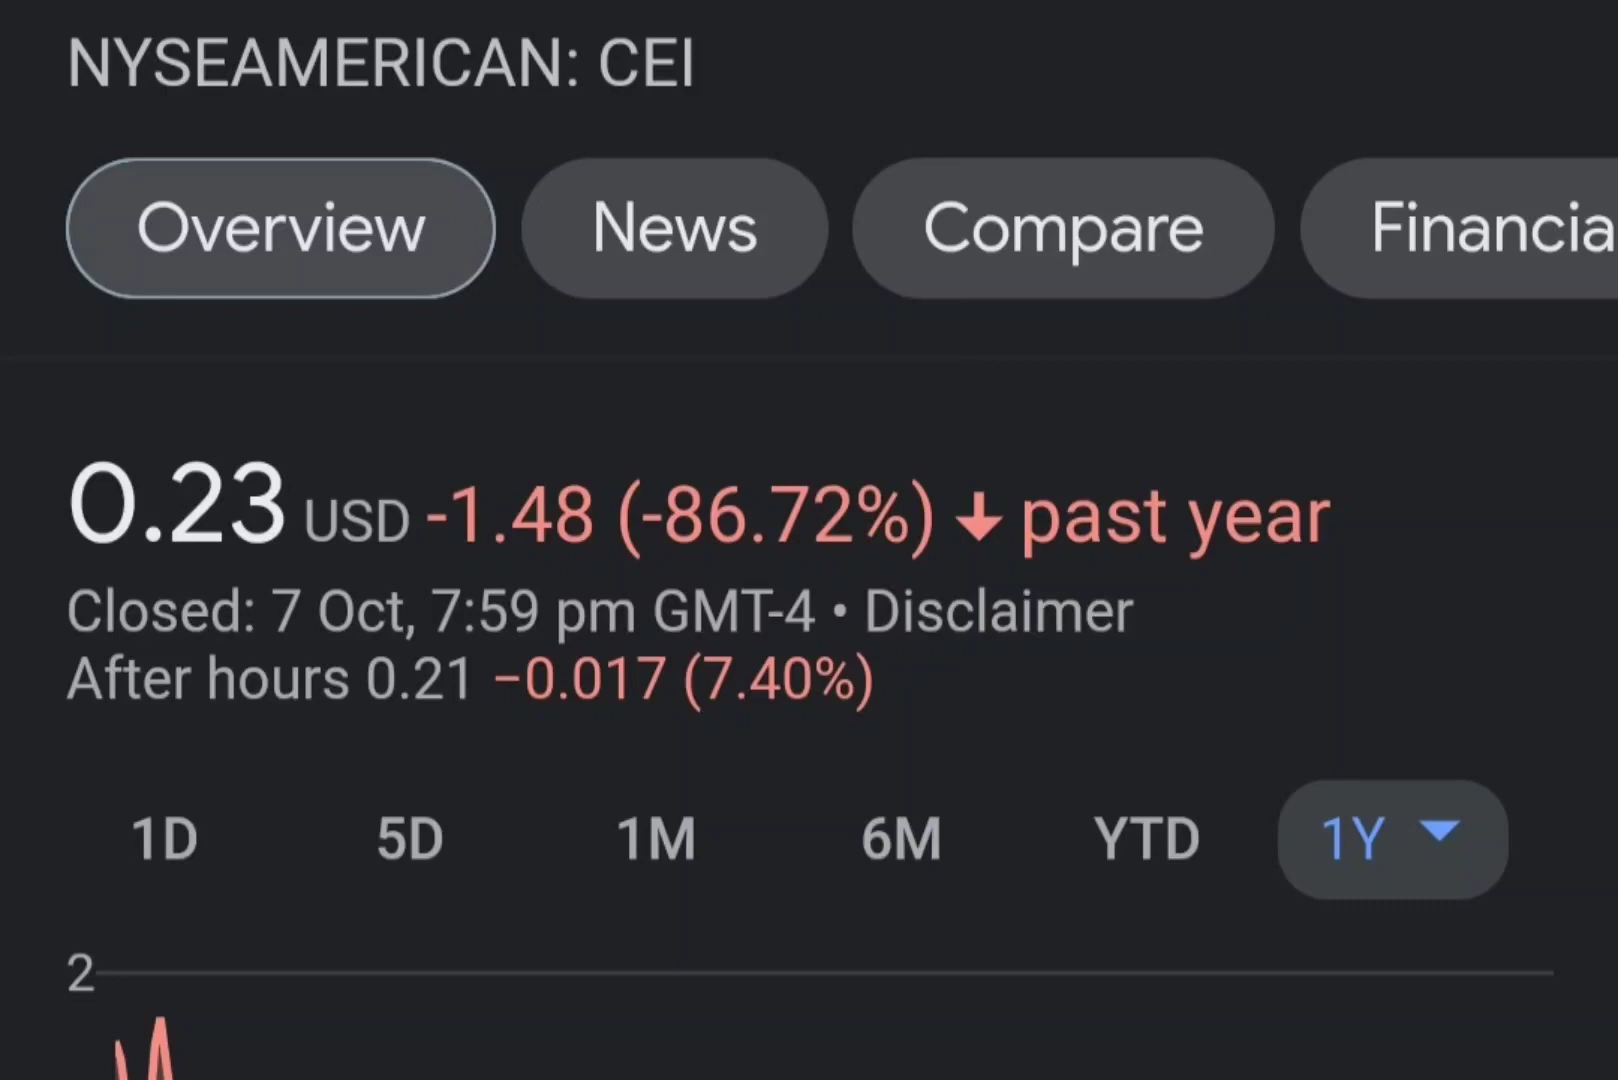 NYSEAMERICAN: CEI
Overview News Compare Financia
0.23 USD -1.48 (-86.72%) ↓ past year
Closed: 7 Oct, 7:59 pm GMT-4 • Disclaimer
After hours 0.21 −0.017 (7.40%)
1D 5D 1M 6M YTD 1Y
2